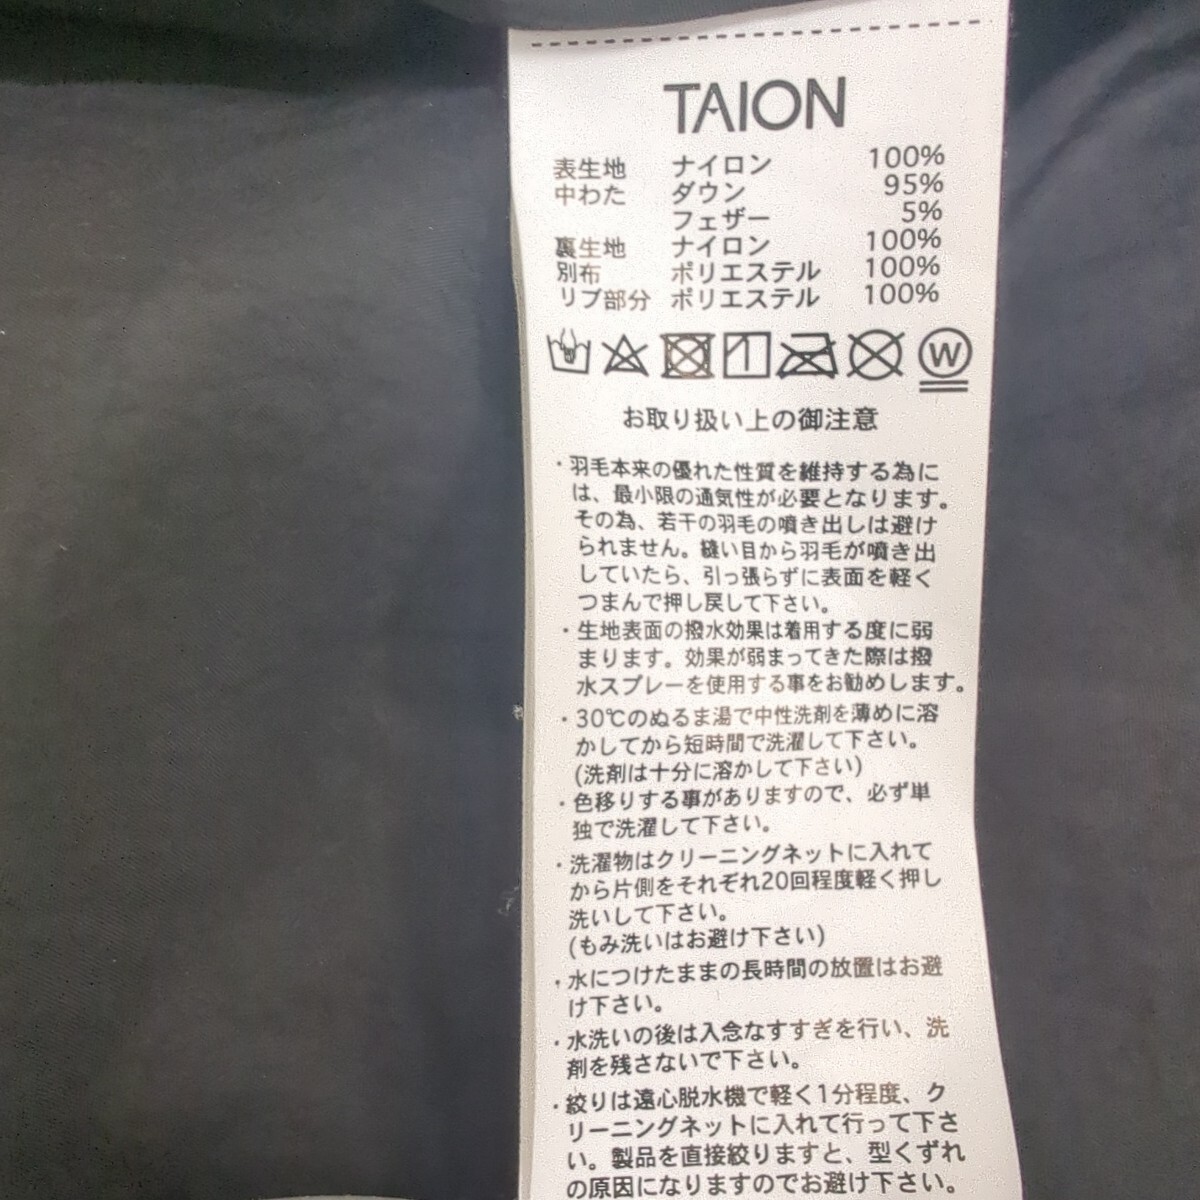 TAION
表生地 ナイロン 100%
中わた ダウン 95%
フェザー 5%
裏生地 ナイロン 100%
別布 ポリエステル 100%
リブ部分 ポリエステル 100%
W
お取り扱い上の御注意
・羽毛本来の優れた性質を維持する為に
は、最小限の通気性が必要となります。
その為、若干の羽毛の噴き出しは避け
られません。縫い目から羽毛が噴き出
していたら、引っ張らずに表面を軽く
つまんで押し戻して下さい。
・生地表面の撥水効果は着用する度に弱
まります。効果が弱まってきた際は撥
水スプレーを使用する事をお勧めします。
・30℃のぬるま湯で中性洗剤を薄めに溶
かしてから短時間で洗濯して下さい。
(洗剤は十分に溶かして下さい)
・色移りする事がありますので、必ず単
独で洗濯して下さい。
・洗濯物はクリーニングネットに入れて
から片側をそれぞれ20回程度軽く押し
洗いして下さい。
(もみ洗いはお避け下さい)
・水につけたままの長時間の放置はお避
け下さい。
・水洗いの後は入念なすすぎを行い、洗
剤を残さないで下さい。
・絞りは遠心脱水機で軽く1分程度、ク
リーニングネットに入れて行って下さ
い。製品を直接絞りますと、型くずれ
の原因になりますのでお避け下さい。